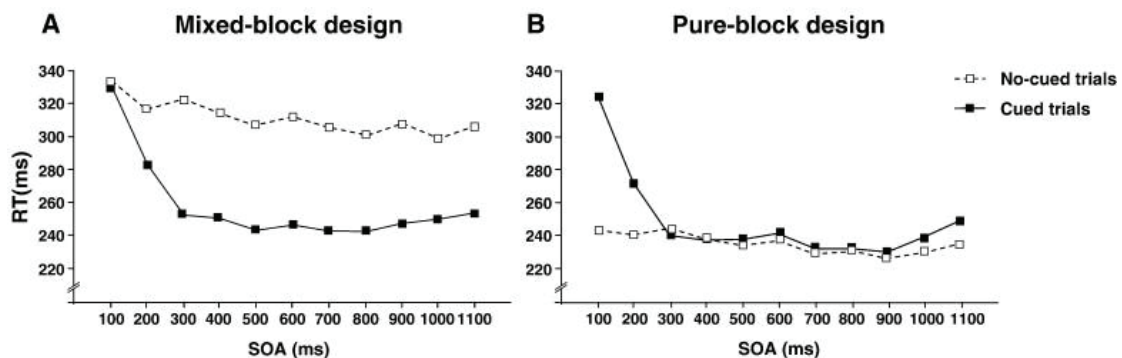 A Mixed-block design
B Pure-block design
No-cued trials
Cued trials
RT(ms)
340
320
300
280
260
240
220
100 200 300 400 500 600 700 800 900 1000 1100
SOA (ms)
340
320
300
280
260
240
220
100 200 300 400 500 600 700 800 900 1000 1100
SOA (ms)